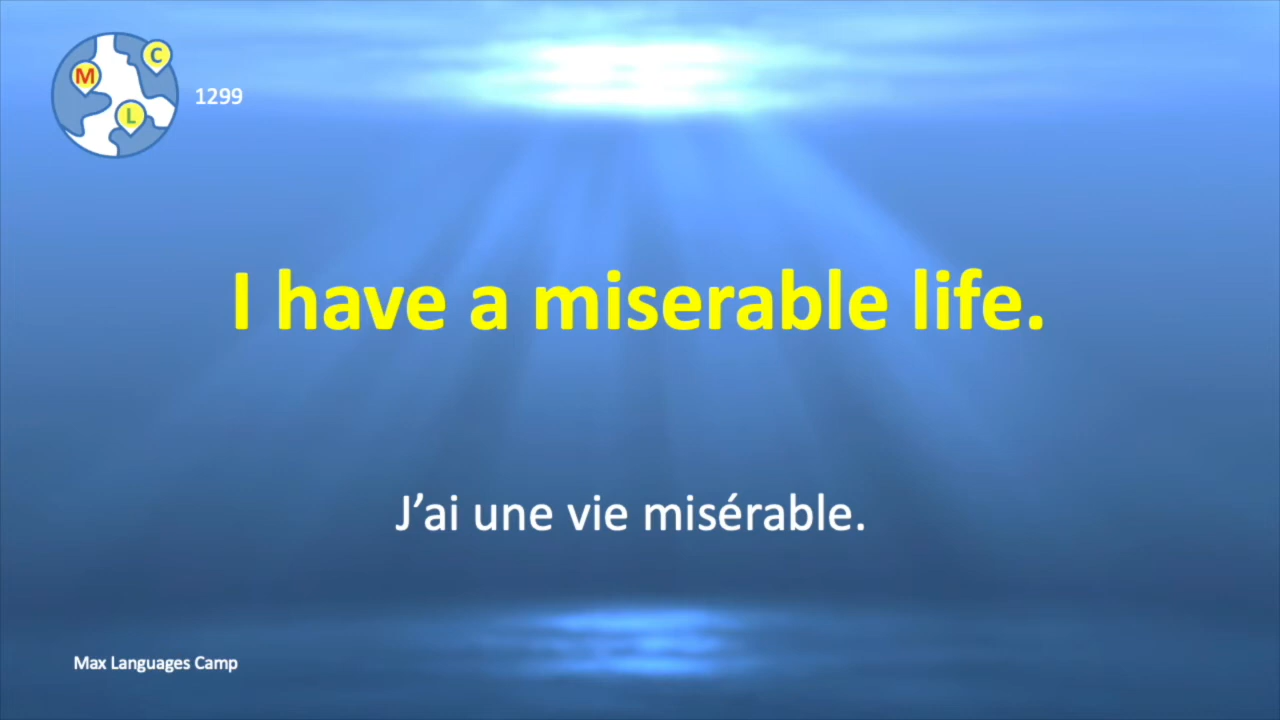 M
C
L
1299
I have a miserable life.
J’ai une vie misérable.
Max Languages Camp